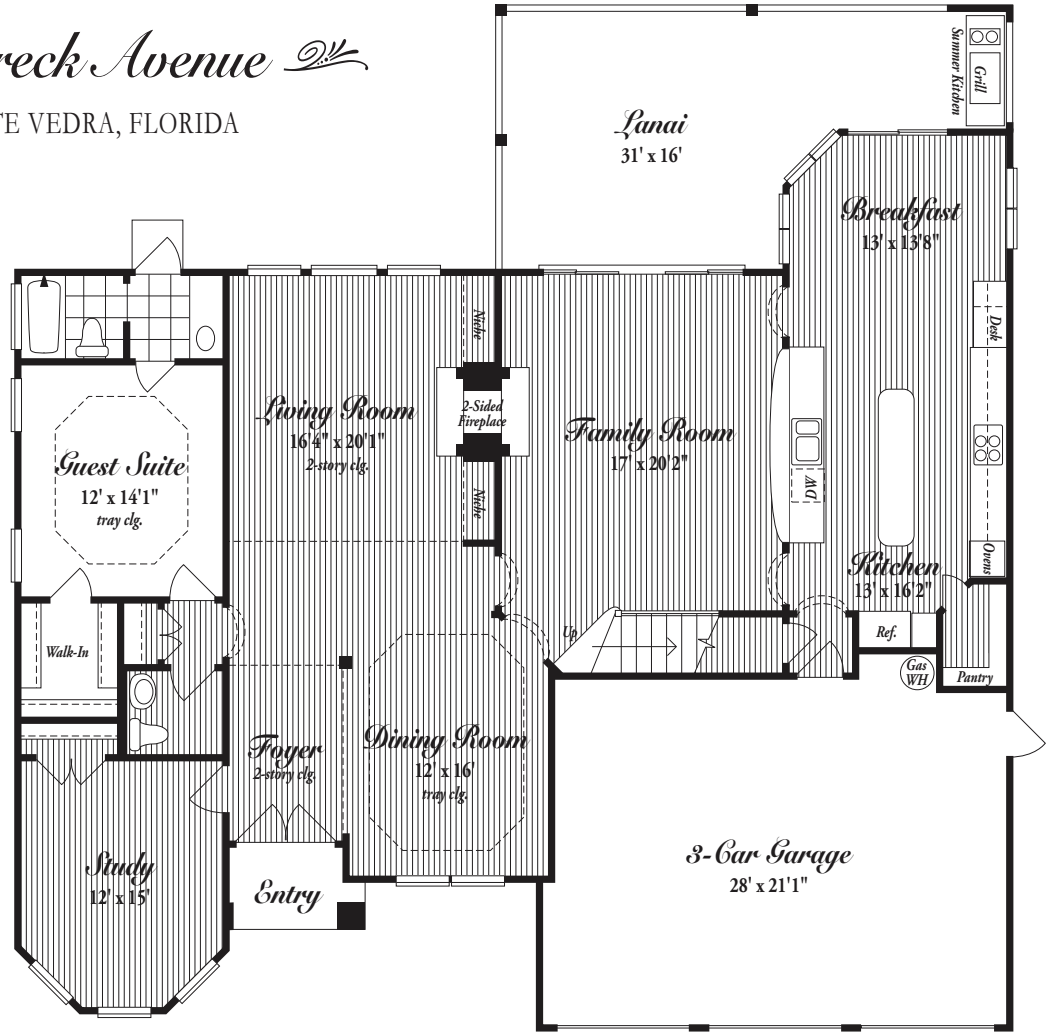 reck Avenue
TE VEDRA, FLORIDA
Summer Kitchen
Grill
Lanai
31' x 16'
Breakfast
13' x 13'8"
Desk
Niche
Living Room
16'4" x 20'1"
2-story clg.
2-Sided
Fireplace
Family Room
17' x 20'2"
Guest Suite
12' x 14'1"
tray clg.
Niche
DW
Ovens
Kitchen
13' x 16'2"
Walk-In
Up
Ref.
Gas
WH
Pantry
Foyer
2-story clg.
Dining Room
12' x 16'
tray clg.
Study
12' x 15'
Entry
3-Car Garage
28' x 21'1"